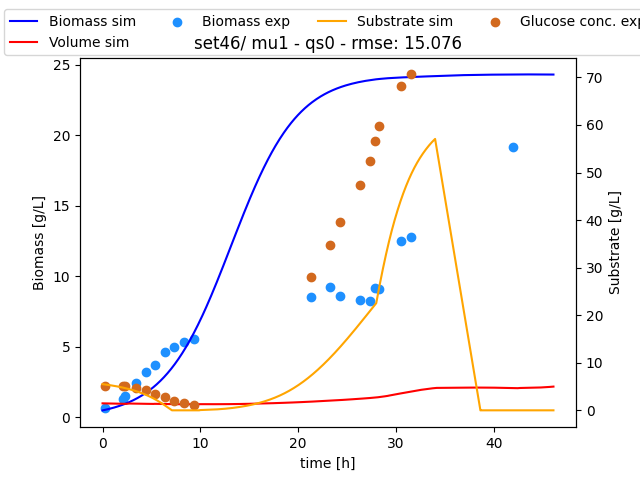 Biomass sim
Biomass exp
Substrate sim
Glucose conc. exp
Volume sim
set46/ mu1 - qs0 - rmse: 15.076
25
20
15
10
5
0
Biomass [g/L]
70
60
50
40
30
20
10
0
Substrate [g/L]
0
10
20
30
40
time [h]